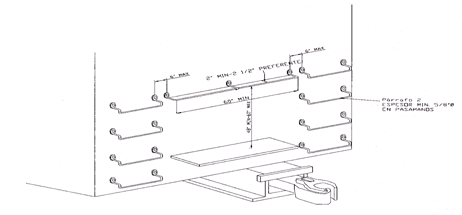 6" MAX
6" MAX
2" MIN-2 1/2" PREFERENTE
60" MIN
Párrafo 2
ESPESOR MIN. 5/8"Ø
EN PASAMANOS